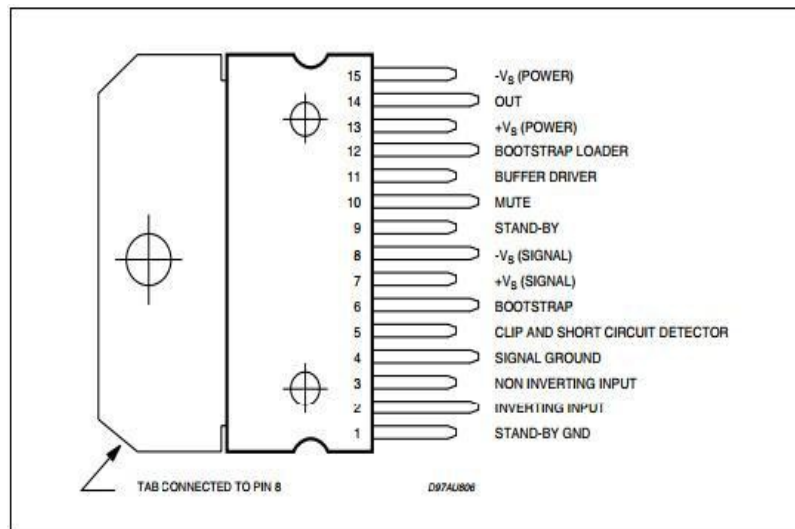 15 -VS (POWER)
14 OUT
13 +VS (POWER)
12 BOOTSTRAP LOADER
11 BUFFER DRIVER
10 MUTE
9 STAND-BY
8 -VS (SIGNAL)
7 +VS (SIGNAL)
6 BOOTSTRAP
5 CLIP AND SHORT CIRCUIT DETECTOR
4 SIGNAL GROUND
3 NON INVERTING INPUT
2 INVERTING INPUT
1 STAND-BY GND
TAB CONNECTED TO PIN 8
D97AU806